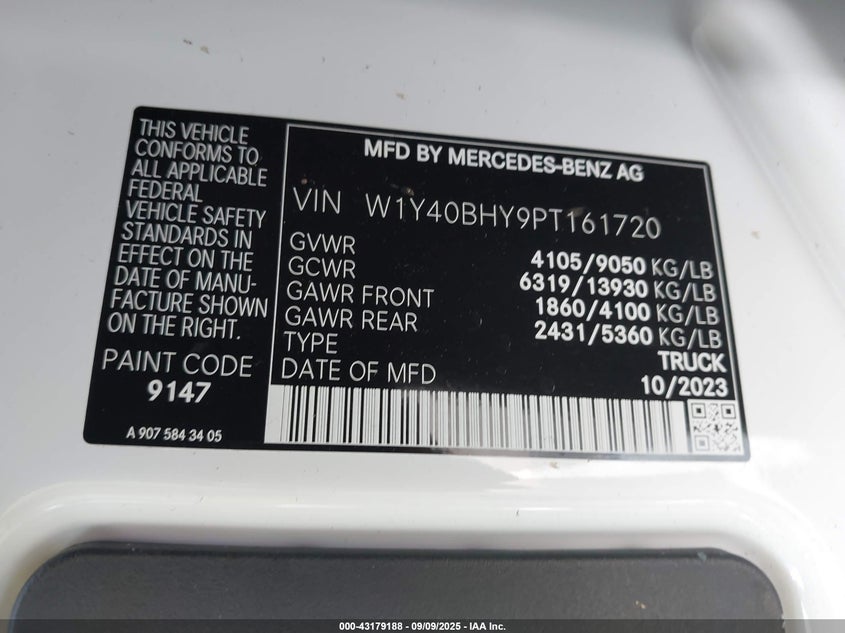 THIS VEHICLE
CONFORMS TO
ALL APPLICABLE
FEDERAL
VEHICLE SAFETY
STANDARDS IN
EFFECT ON THE
DATE OF MANU-
FACTURE SHOWN
ON THE RIGHT.
PAINT CODE
9147
A 907 584 34 05
MFD BY MERCEDES-BENZ AG
VIN W1Y40BHY9PT161720
GVWR 4105/9050 KG/LB
GCWR 6319/13930 KG/LB
GAWR FRONT 1860/4100 KG/LB
GAWR REAR 2431/5360 KG/LB
TYPE TRUCK
DATE OF MFD 10/2023
000-43179188 - 09/09/2025 - IAA Inc.